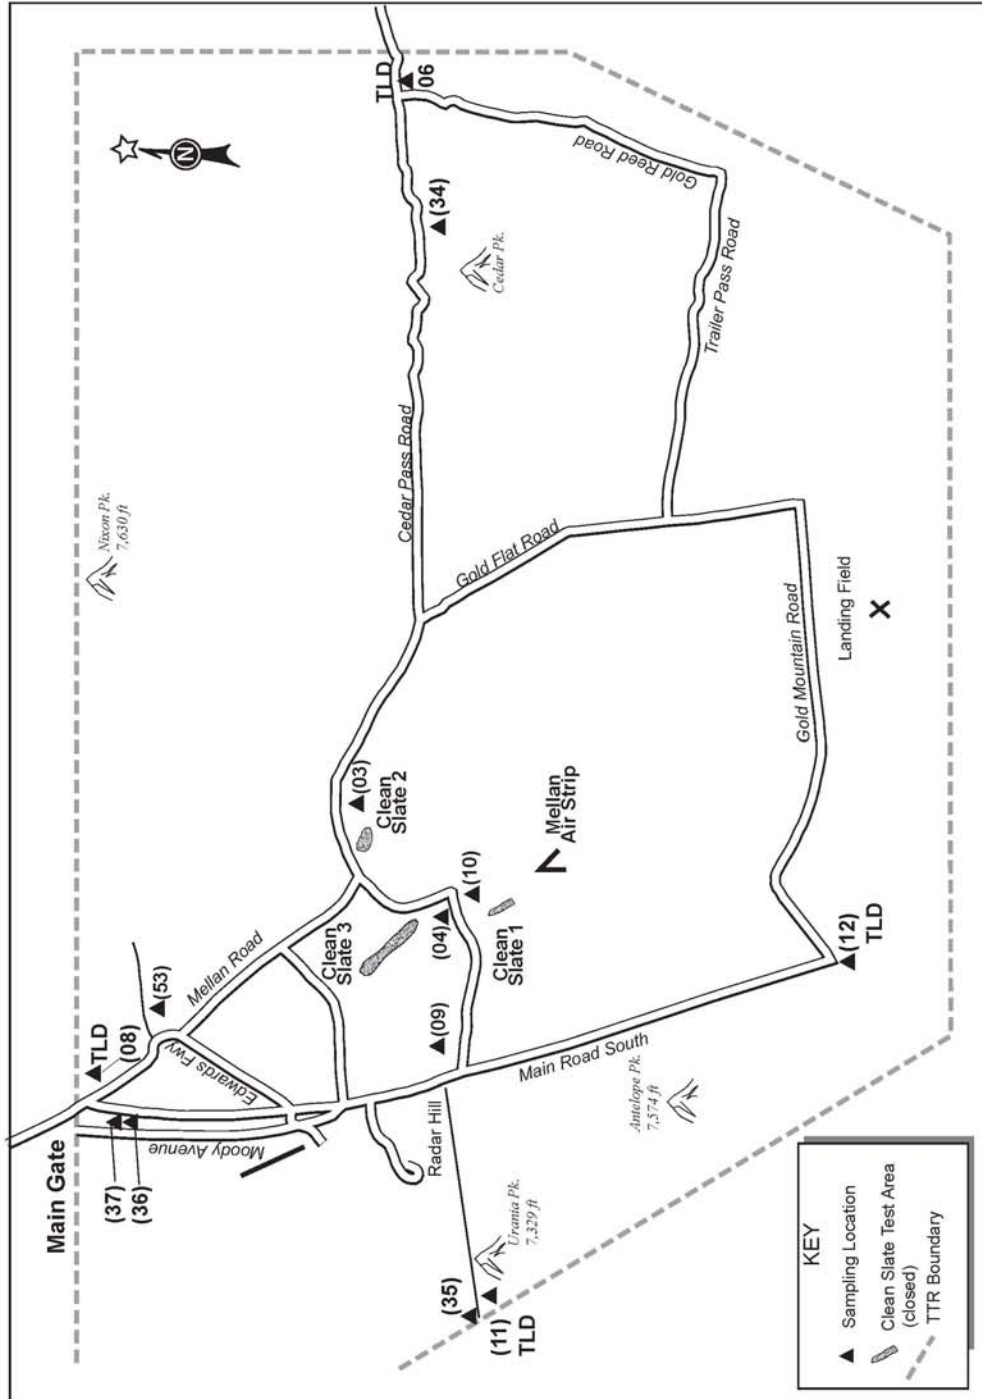 TLD
06
N
(34)
Cedar Pk.
Gold Reed Road
Trailer Pass Road
Nixon Pk.
7,630 ft
Cedar Pass Road
Gold Flat Road
Landing Field
Gold Mountain Road
(03)
Clean
Slate 2
Mellan
Air Strip
(10)
(04)
Clean
Slate 3
Clean
Slate 1
(53)
Mellan Road
TLD
(08)
Edwards Fwy
(09)
(12)
TLD
Main Road South
Main Gate
(37)
(36)
Moody Avenue
Radar Hill
Antelope Pk.
7,574 ft
Urania Pk.
7,329 ft
(35)
(11)
TLD
KEY
Sampling Location
Clean Slate Test Area
(closed)
TTR Boundary